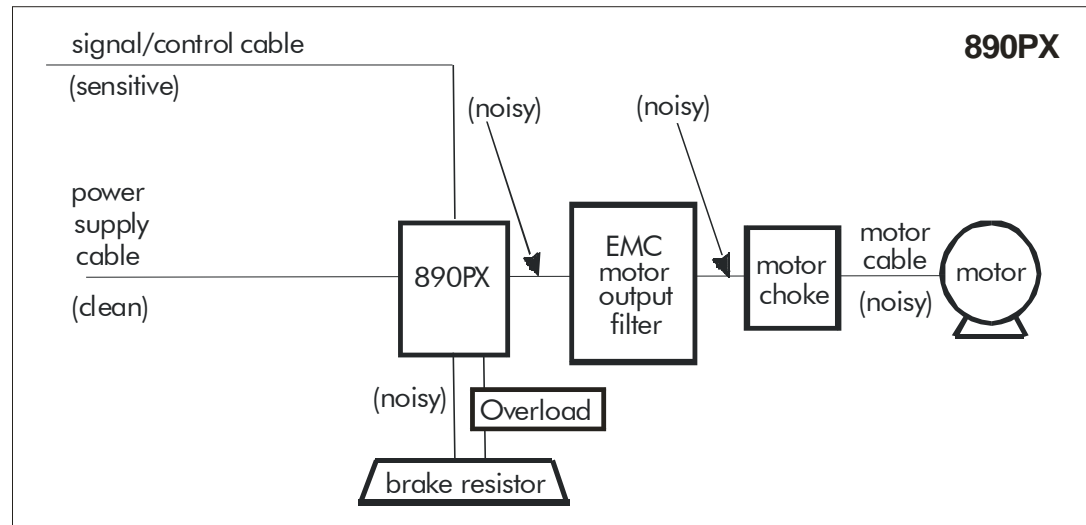 890PX
signal/control cable
(sensitive)
(noisy)
(noisy)
power
supply
cable
(clean)
890PX
EMC
motor
output
filter
motor
choke
motor
cable
(noisy)
motor
(noisy)
Overload
brake resistor